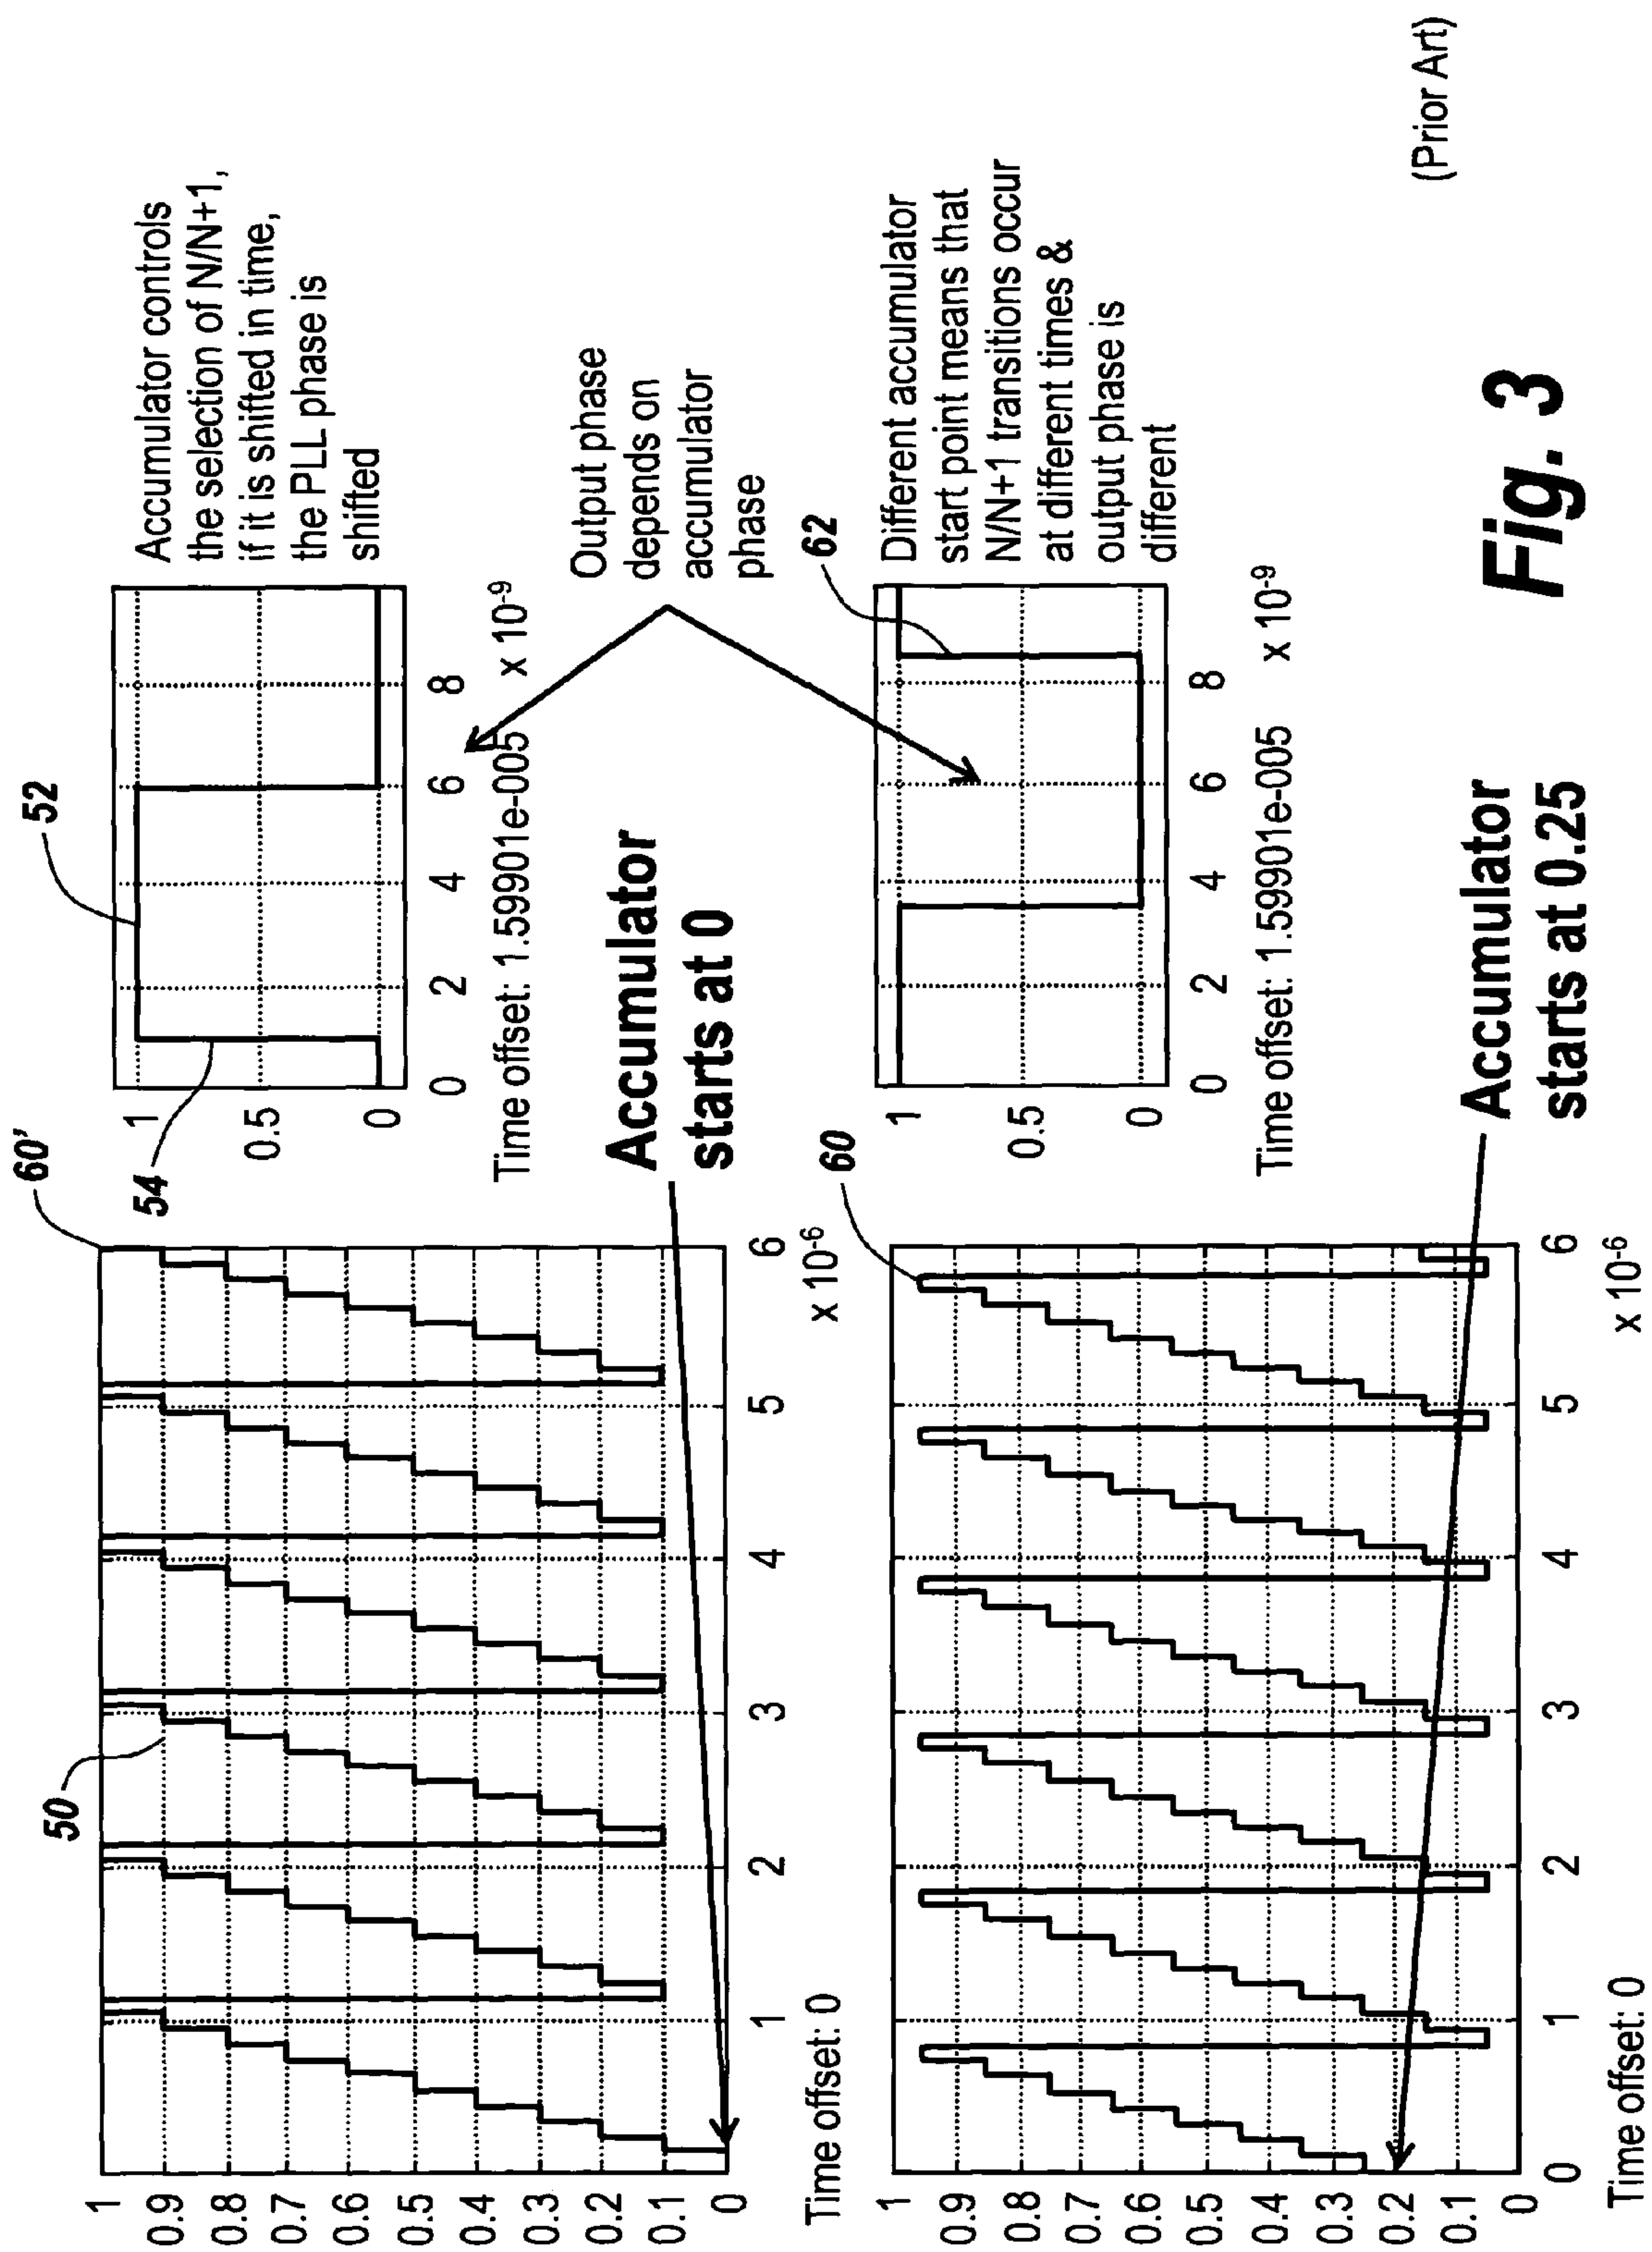 60'
50
1
0.9
0.8
0.7
0.6
0.5
0.4
0.3
0.2
0.1
0
1
2
3
4
5
6
Time offset: 0
x 10-6
54
52
1
0.5
0
0
2
4
6
8
Time offset: 1.59901e-005
x 10-9
Accumulator controls
the selection of N/N+1,
if it is shifted in time,
the PLL phase is
shifted
Accumulator
starts at 0
Output phase
depends on
accumulator
phase
60
1
0.9
0.8
0.7
0.6
0.5
0.4
0.3
0.2
0.1
0
0
1
2
3
4
5
6
Time offset: 0
x 10-6
62
1
0.5
0
0
2
4
6
8
Time offset: 1.59901e-005
x 10-9
Different accumulator
start point means that
N/N+1 transitions occur
at different times &
output phase is
different
Accumulator
starts at 0.25
Fig. 3
(Prior Art)